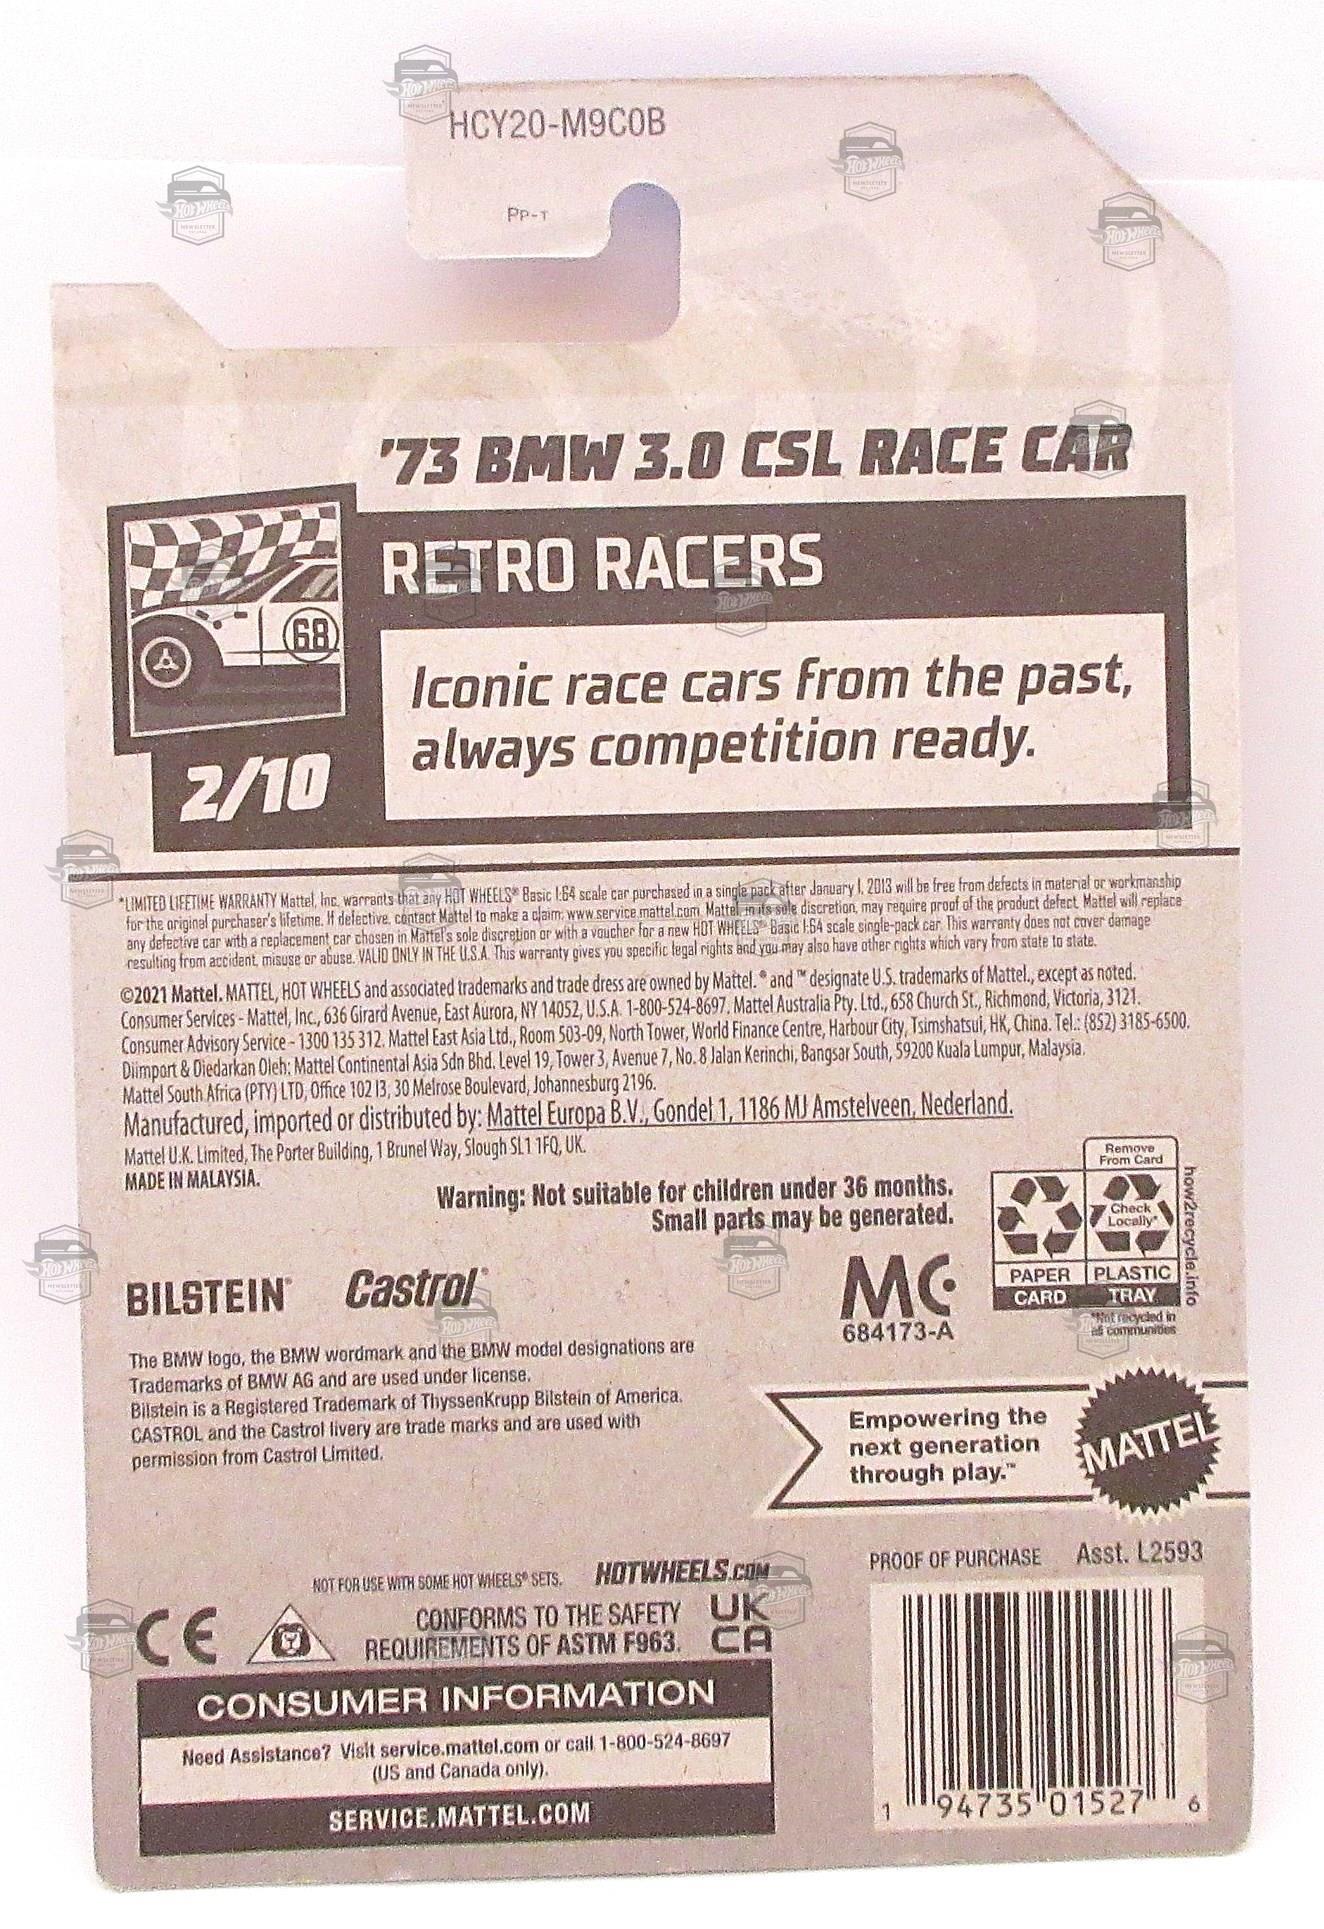 HCY20-M9C0B
PP-T
'73 BMW 3.0 CSL RACE CAR
RETRO RACERS
68
Iconic race cars from the past,
always competition ready.
2/10
*LIMITED LIFETIME WARRANTY Mattel, Inc. warrants that any HOT WHEELS® Basic 1:64 scale car purchased in a single pack after January 1, 2013 will be free from defects in material or workmanship
for the original purchaser's lifetime. If defective, contact Mattel to make a claim: www.service.mattel.com. Mattel, in its sole discretion, may require proof of the product defect. Mattel will replace
any defective car with a replacement car chosen in Mattel's sole discretion or with a voucher for a new HOT WHEELS® Basic 1:64 scale single-pack car. This warranty does not cover damage
resulting from accident, misuse or abuse. VALID ONLY IN THE U.S.A. This warranty gives you specific legal rights and you may also have other rights which vary from state to state.
©2021 Mattel. MATTEL, HOT WHEELS and associated trademarks and trade dress are owned by Mattel. ® and ™ designate U.S. trademarks of Mattel., except as noted.
Consumer Services - Mattel, Inc., 636 Girard Avenue, East Aurora, NY 14052, U.S.A. 1-800-524-8697. Mattel Australia Pty. Ltd., 658 Church St., Richmond, Victoria, 3121.
Consumer Advisory Service - 1300 135 312. Mattel East Asia Ltd., Room 503-09, North Tower, World Finance Centre, Harbour City, Tsimshatsui, HK, China. Tel.: (852) 3185-6500.
Diimport & Diedarkan Oleh: Mattel Continental Asia Sdn Bhd. Level 19, Tower 3, Avenue 7, No. 8 Jalan Kerinchi, Bangsar South, 59200 Kuala Lumpur, Malaysia.
Mattel South Africa (PTY) LTD, Office 102 I3, 30 Melrose Boulevard, Johannesburg 2196.
Manufactured, imported or distributed by: Mattel Europa B.V., Gondel 1, 1186 MJ Amstelveen, Nederland.
Mattel U.K. Limited, The Porter Building, 1 Brunel Way, Slough SL1 1FQ, UK.
MADE IN MALAYSIA.
Warning: Not suitable for children under 36 months.
Small parts may be generated.
Remove
From Card
Check
Locally*
PAPER
PLASTIC
CARD
TRAY
*Not recycled in
all communities
how2recycle.info
BILSTEIN®
Castrol®
MC
684173-A
The BMW logo, the BMW wordmark and the BMW model designations are
Trademarks of BMW AG and are used under license.
Bilstein is a Registered Trademark of ThyssenKrupp Bilstein of America.
CASTROL and the Castrol livery are trade marks and are used with
permission from Castrol Limited.
Empowering the
next generation
through play.™
MATTEL
PROOF OF PURCHASE Asst. L2593
NOT FOR USE WITH SOME HOT WHEELS® SETS.
HOTWHEELS.COM
CE
CONFORMS TO THE SAFETY
REQUIREMENTS OF ASTM F963.
UK
CA
CONSUMER INFORMATION
Need Assistance? Visit service.mattel.com or call 1-800-524-8697
(US and Canada only).
SERVICE.MATTEL.COM
1 94735 01527 6